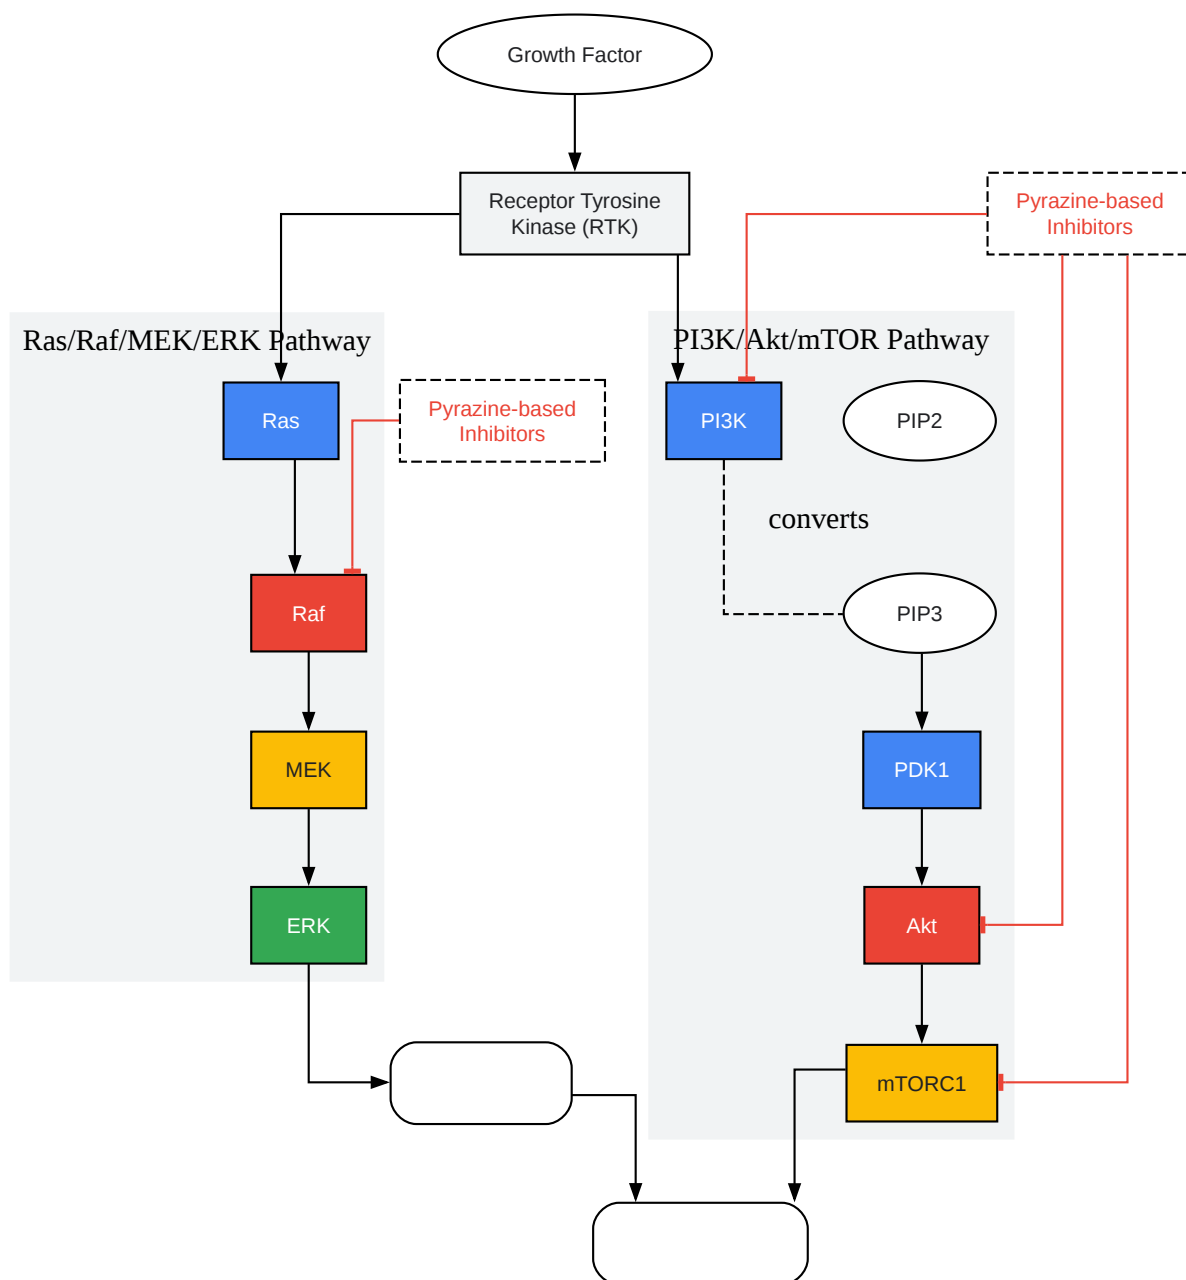 Growth Factor
Receptor Tyrosine
Kinase (RTK)
Pyrazine-based
Inhibitors
Ras/Raf/MEK/ERK Pathway
PI3K/Akt/mTOR Pathway
Ras
Pyrazine-based
Inhibitors
PI3K
PIP2
converts
Raf
PIP3
MEK
PDK1
ERK
Akt
mTORC1